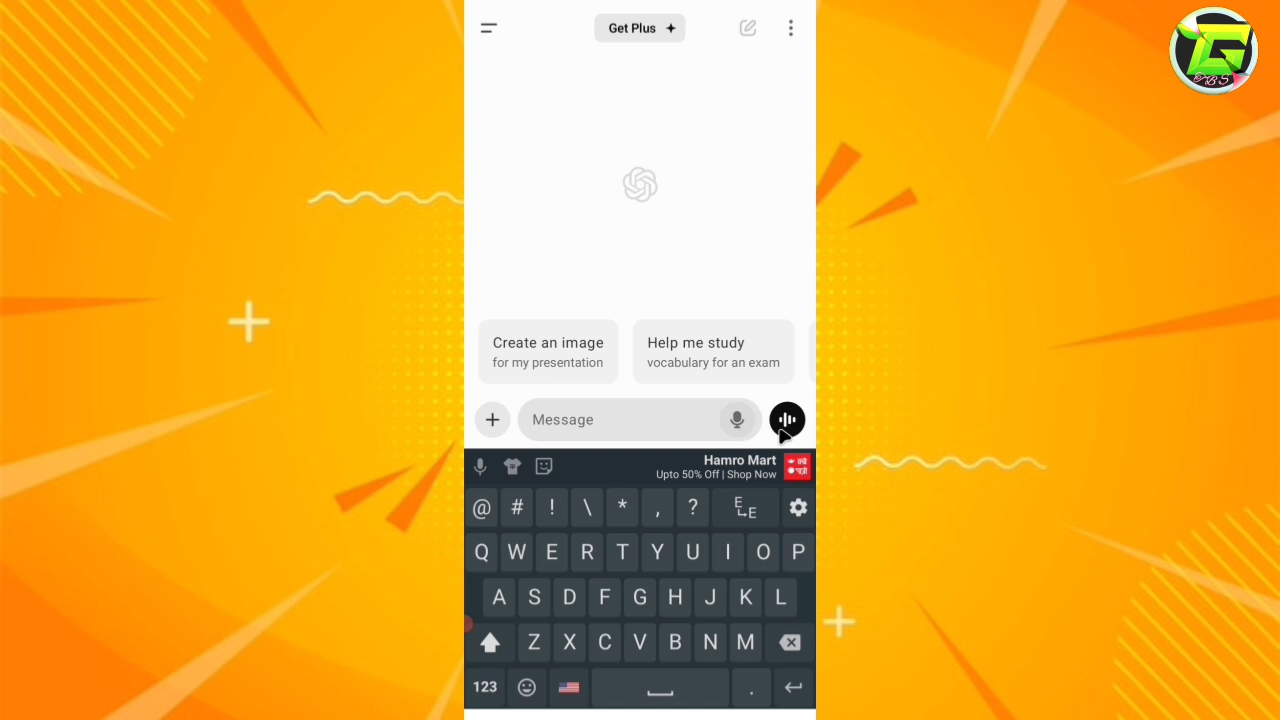 Get Plus
Create an image
for my presentation
Help me study
vocabulary for an exam
Message
Hamro Mart
Upto 50% Off | Shop Now
@ # ! \ * , ? E E
Q W E R T Y U I O P
A S D F G H J K L
Z X C V B N M
123 .